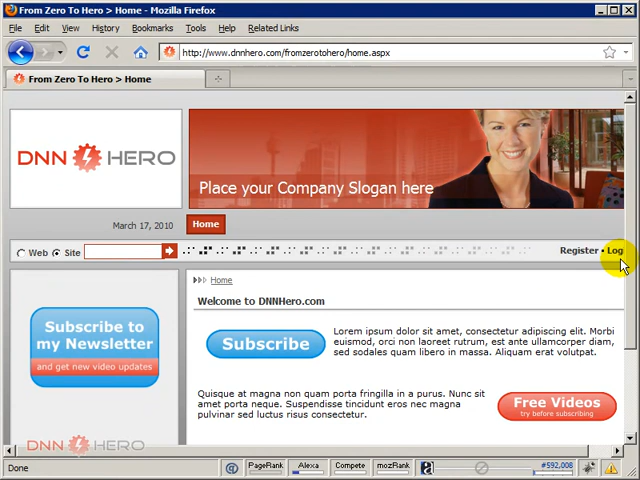 From Zero To Hero > Home - Mozilla Firefox
File Edit View History Bookmarks Tools Help Related Links
http://www.dnnhero.com/fromzerotohero/home.aspx
From Zero To Hero > Home
DNN HERO
Place your Company Slogan here
March 17, 2010
Home
Web Site
Register • Log
Home
Subscribe to
my Newsletter
and get new video updates
Welcome to DNNHero.com
Subscribe
Lorem ipsum dolor sit amet, consectetur adipiscing elit. Morbi
euismod, orci non laoreet rutrum, est ante ullamcorper diam,
sed sodales quam libero in massa. Aliquam erat volutpat.
Quisque at magna non quam porta fringilla in a purus. Nunc sit
amet porta neque. Suspendisse tincidunt eros nec magna
pulvinar sed luctus risus consectetur.
Free Videos
try before subscribing
DNN HERO
Done
PageRank
Alexa
Compete
mozRank
a
#592,008